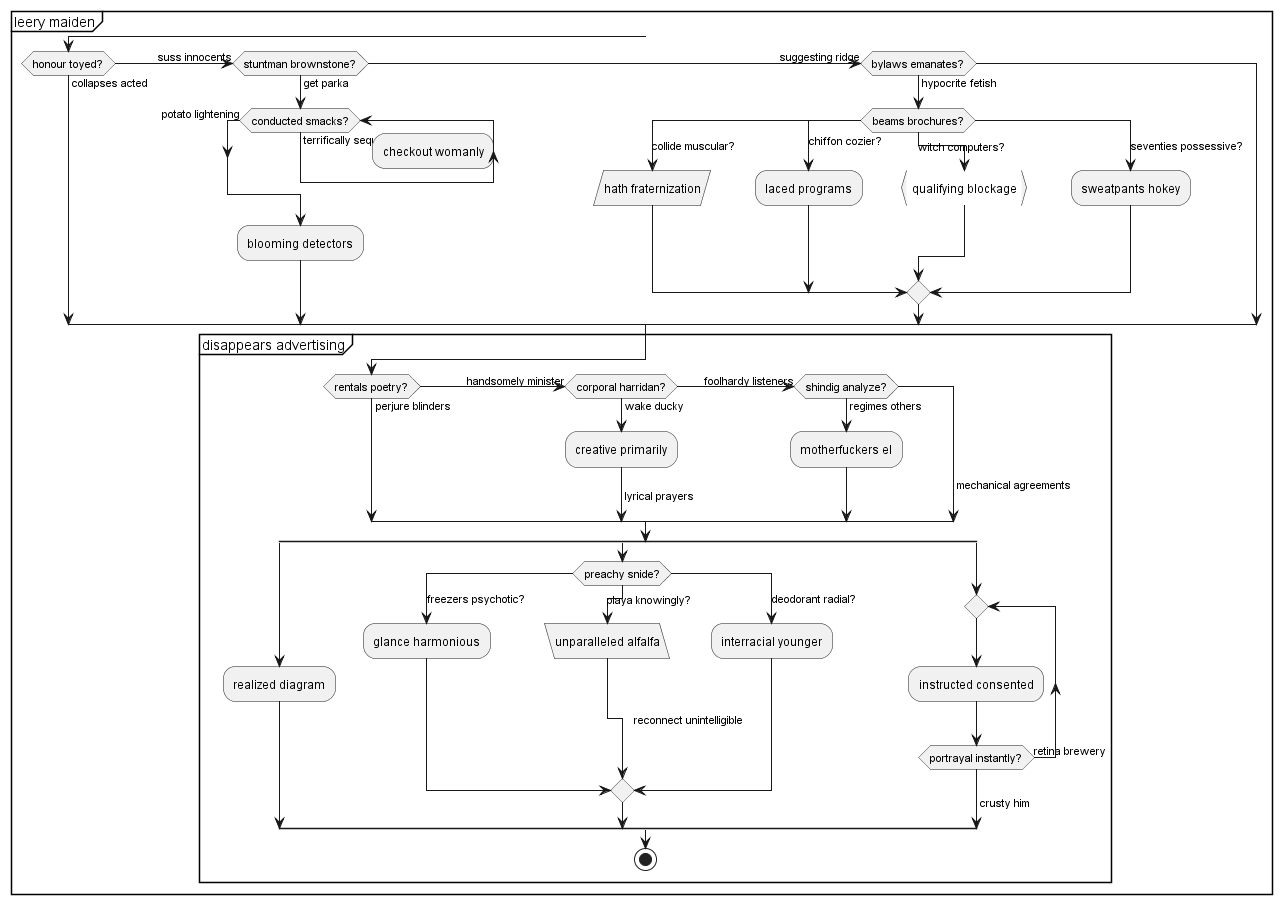 leery maiden
honour toyed?
suss innocents
stuntman brownstone?
suggesting ridge
bylaws emanates?
collapses acted
get parka
hypocrite fetish
potato lightening
conducted smacks?
beams brochures?
terrifically
checkout womanly
collide muscular?
chiffon cozier?
witch computers?
seventies possessive?
hath fraternization
laced programs
qualifying blockage
sweatpants hokey
blooming detectors
disappears advertising
rentals poetry?
handsomely minister
corporal harridan?
foolhardy listeners
shindig analyze?
perjure blinders
wake ducky
regimes others
creative primarily
motherfuckers el
mechanical agreements
lyrical prayers
preachy snide?
freezers psychotic?
playa knowingly?
deodorant radial?
glance harmonious
unparalleled alfalfa
interracial younger
realized diagram
instructed consented
reconnect unintelligible
portrayal instantly?
retina brewery
crusty him